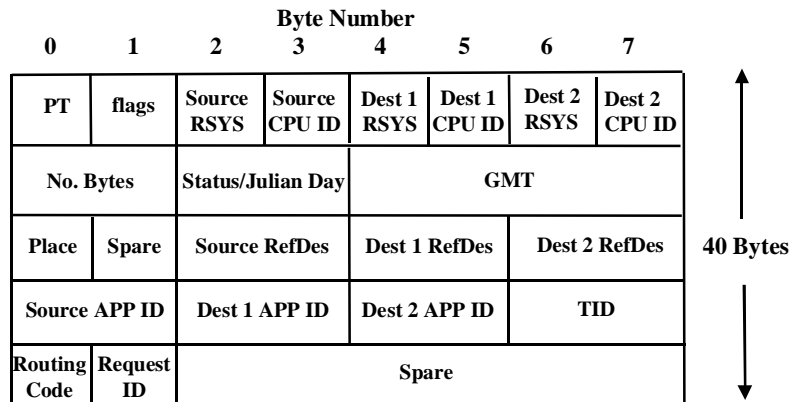 Byte Number
0 1 2 3 4 5 6 7
PT flags Source RSYS Source CPU ID Dest 1 RSYS Dest 1 CPU ID Dest 2 RSYS Dest 2 CPU ID
No. Bytes Status/Julian Day GMT
Place Spare Source RefDes Dest 1 RefDes Dest 2 RefDes
40 Bytes
Source APP ID Dest 1 APP ID Dest 2 APP ID TID
Routing Code Request ID Spare